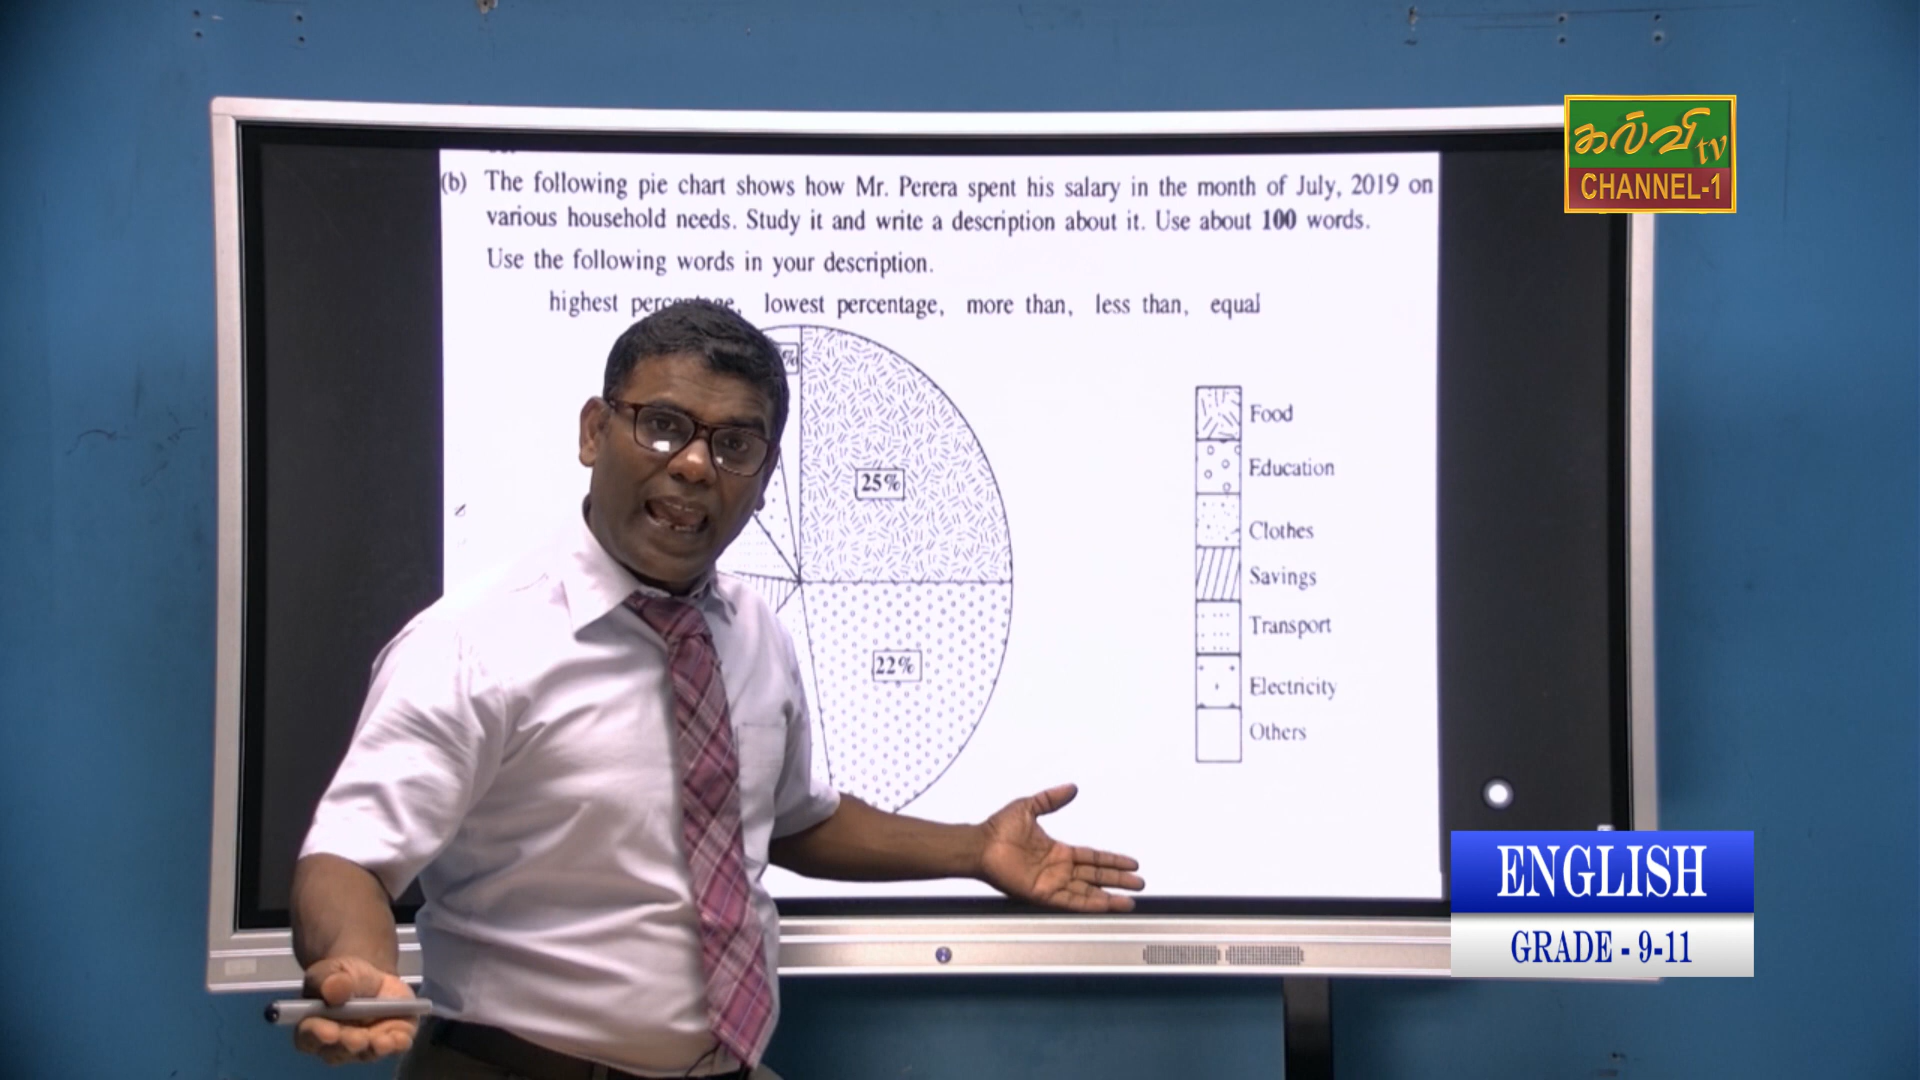 கல்வி tv
CHANNEL-1
(b) The following pie chart shows how Mr. Perera spent his salary in the month of July, 2019 on
various household needs. Study it and write a description about it. Use about 100 words.
Use the following words in your description.
highest percentage, lowest percentage, more than, less than, equal
%
25%
22%
Food
Education
Clothes
Savings
Transport
Electricity
Others
ENGLISH
GRADE - 9-11